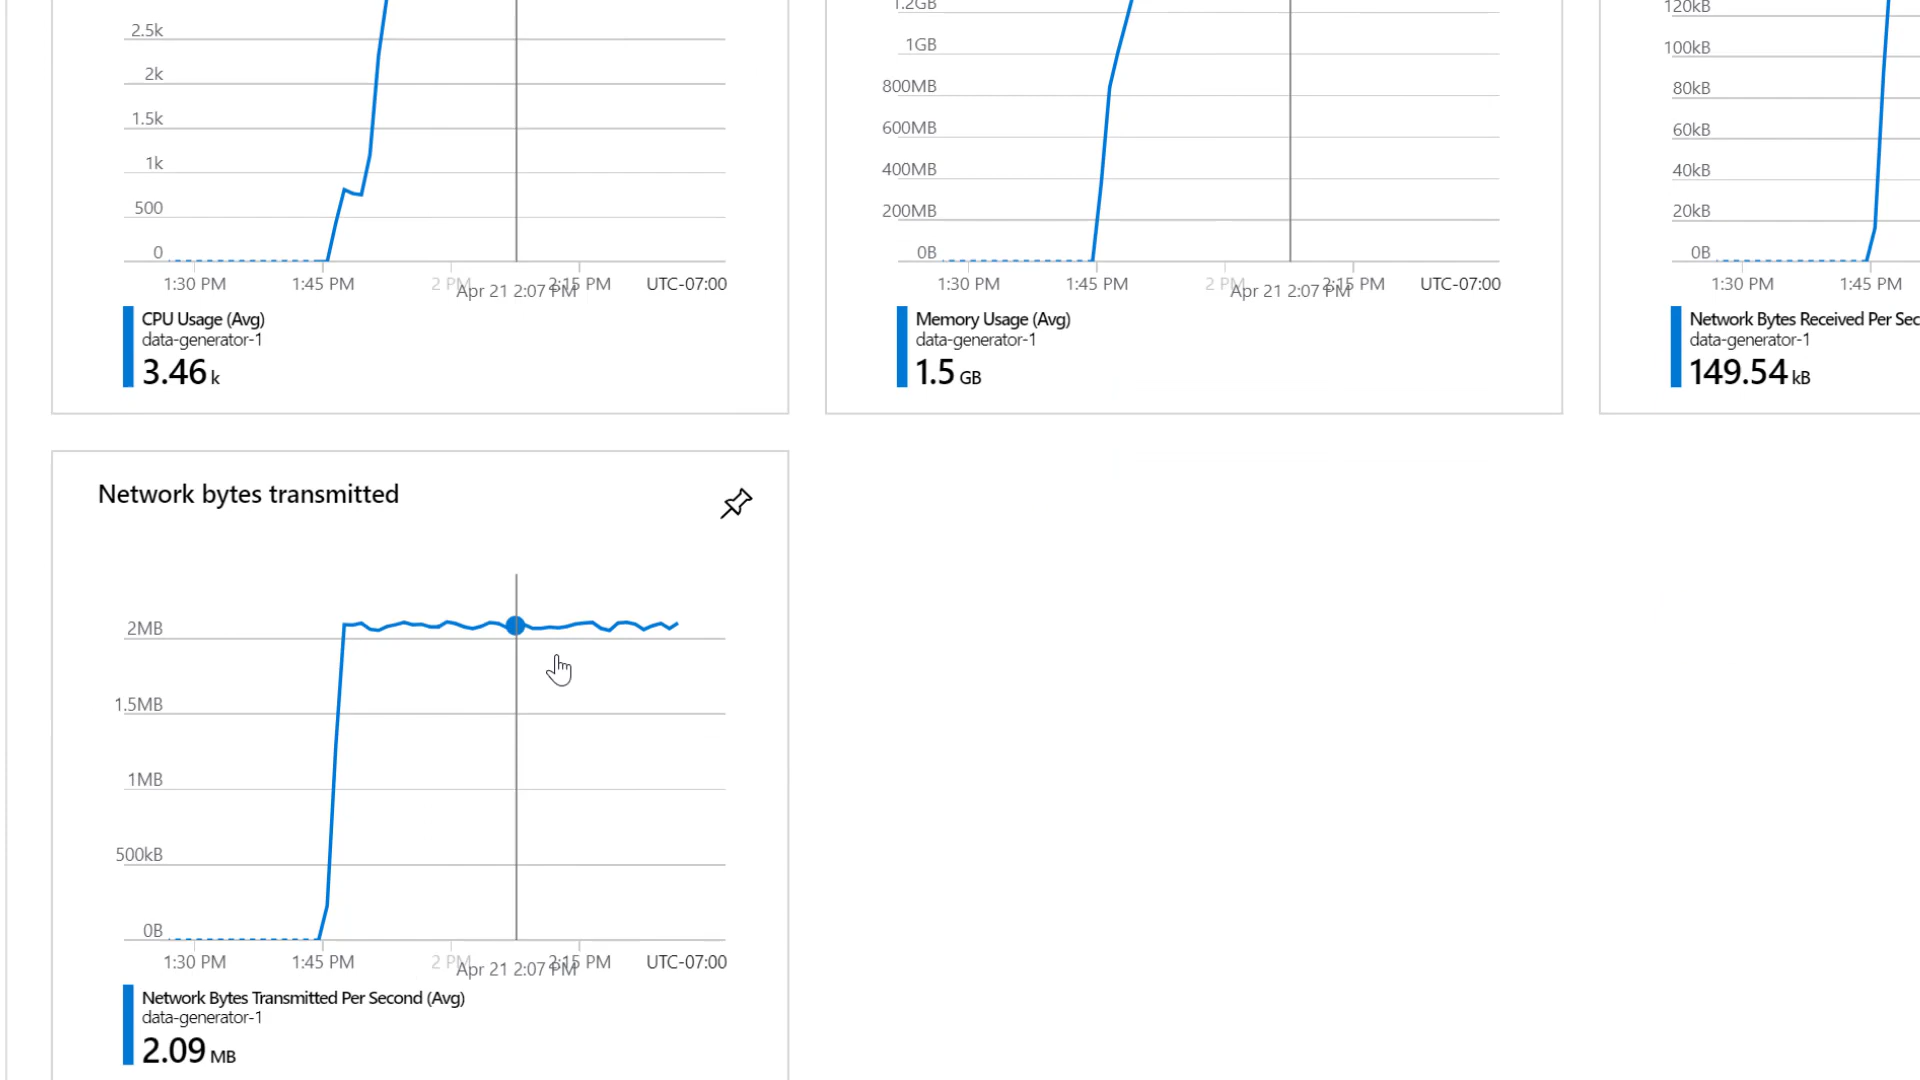 2.5k
2k
1.5k
1k
500
0
1:30 PM 1:45 PM 2 PM 2:15 PM UTC-07:00
Apr 21 2:07 PM
CPU Usage (Avg)
data-generator-1
3.46 k
1.2GB
1GB
800MB
600MB
400MB
200MB
0B
1:30 PM 1:45 PM 2 PM 2:15 PM UTC-07:00
Apr 21 2:07 PM
Memory Usage (Avg)
data-generator-1
1.5 GB
120kB
100kB
80kB
60kB
40kB
20kB
0B
1:30 PM 1:45 PM
Network Bytes Received Per Sec
data-generator-1
149.54 kB
Network bytes transmitted
2MB
1.5MB
1MB
500kB
0B
1:30 PM 1:45 PM 2 PM 2:15 PM UTC-07:00
Apr 21 2:07 PM
Network Bytes Transmitted Per Second (Avg)
data-generator-1
2.09 MB